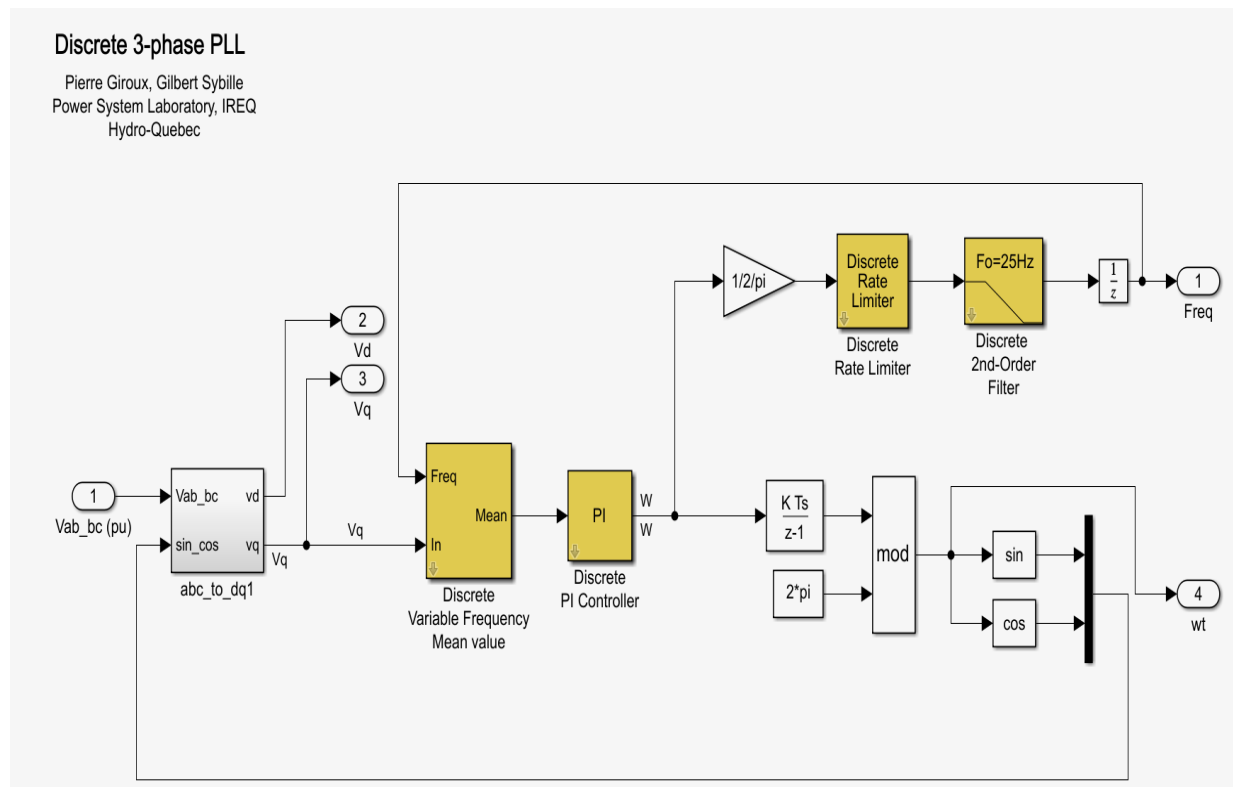 Discrete 3-phase PLL
Pierre Giroux, Gilbert Sybille
Power System Laboratory, IREQ
Hydro-Quebec
1/2/pi
Discrete
Rate
Limiter
Discrete
Rate Limiter
Fo=25Hz
Discrete
2nd-Order
Filter
1
z
1
Freq
2
Vd
3
Vq
1
Vab_bc (pu)
Vab_bc
vd
sin_cos
vq
abc_to_dq1
Vq
Vq
Freq
Mean
In
Discrete
Variable Frequency
Mean value
PI
Discrete
PI Controller
W
W
K Ts
z-1
2*pi
mod
sin
cos
4
wt